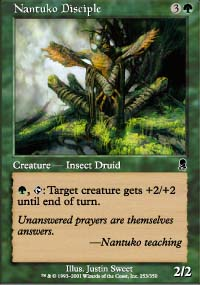 Nantuko Disciple 3
Creature — Insect Druid
, : Target creature gets +2/+2
until end of turn.
Unanswered prayers are themselves
answers.
—Nantuko teaching
Illus. Justin Sweet
™ & © 1993–2001 Wizards of the Coast, Inc. 253/350
2/2